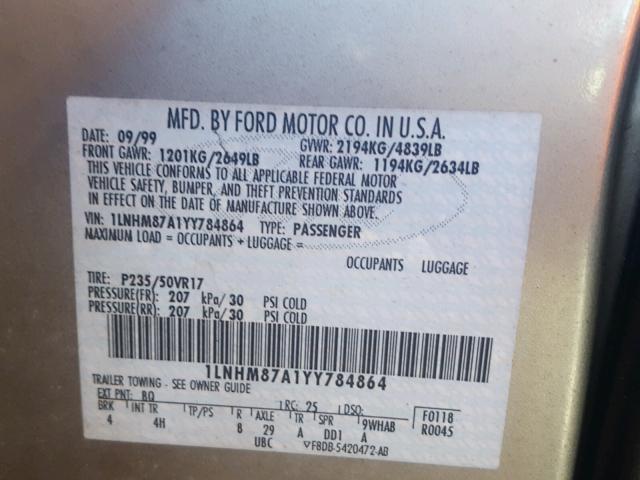 MFD. BY FORD MOTOR CO. IN U.S.A.
DATE: 09/99 GVWR: 2194KG/4839LB
FRONT GAWR: 1201KG/2649LB REAR GAWR: 1194KG/2634LB
THIS VEHICLE CONFORMS TO ALL APPLICABLE FEDERAL MOTOR
VEHICLE SAFETY, BUMPER, AND THEFT PREVENTION STANDARDS
IN EFFECT ON THE DATE OF MANUFACTURE SHOWN ABOVE.
VIN: 1LNHM87A1YY784864 TYPE: PASSENGER
MAXIMUM LOAD = OCCUPANTS + LUGGAGE =
OCCUPANTS LUGGAGE
TIRE: P235/50VR17
PRESSURE(FR): 207 kPa/30 PSI COLD
PRESSURE(RR): 207 kPa/30 PSI COLD
1LNHM87A1YY784864
TRAILER TOWING - SEE OWNER GUIDE
EXT PNT: BQ RC: 25 DSO: F0118
BRK INT TR TP/PS R AXLE TR SPR 9WHAB R0045
4 4H 8 29 A DD1 A
UBC VF8DB-5420472-AB